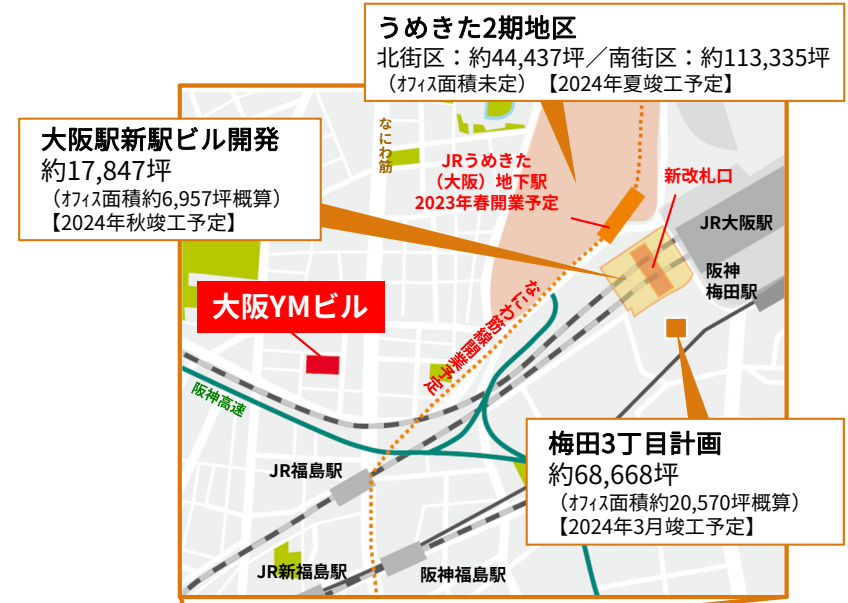 うめきた2期地区
北街区：約44,437坪／南街区：約113,335坪
（ｵﾌｨｽ面積未定）【2024年夏竣工予定】
大阪駅新駅ビル開発
約17,847坪
（ｵﾌｨｽ面積約6,957坪概算）
【2024年秋竣工予定】
なにわ筋
JRうめきた
（大阪）地下駅
2023年春開業予定
新改札口
JR大阪駅
阪神
梅田駅
大阪YMビル
なにわ筋線開業予定
阪神高速
梅田3丁目計画
約68,668坪
（ｵﾌｨｽ面積約20,570坪概算）
【2024年3月竣工予定】
JR福島駅
JR新福島駅
阪神福島駅